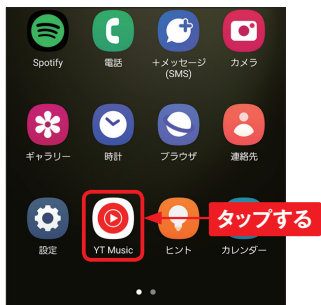 Spotify
電話
+メッセージ
(SMS)
カメラ
ギャラリー
時計
ブラウザ
連絡先
タップする
設定
YT Music
ヒント
カレンダー